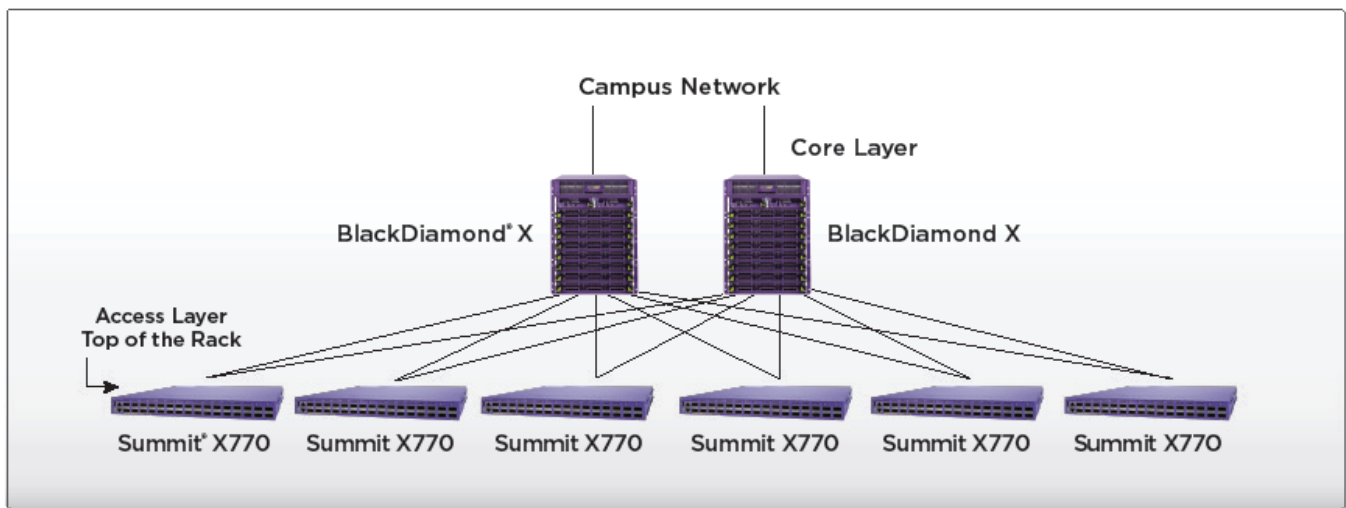 Campus Network
Core Layer
BlackDiamond® X
BlackDiamond X
Access Layer
Top of the Rack
Summit® X770
Summit X770
Summit X770
Summit X770
Summit X770
Summit X770